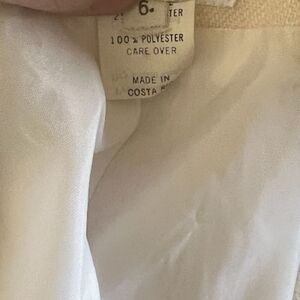 6.
100% POLYESTER
CARE OVER
MADE IN
COSTA